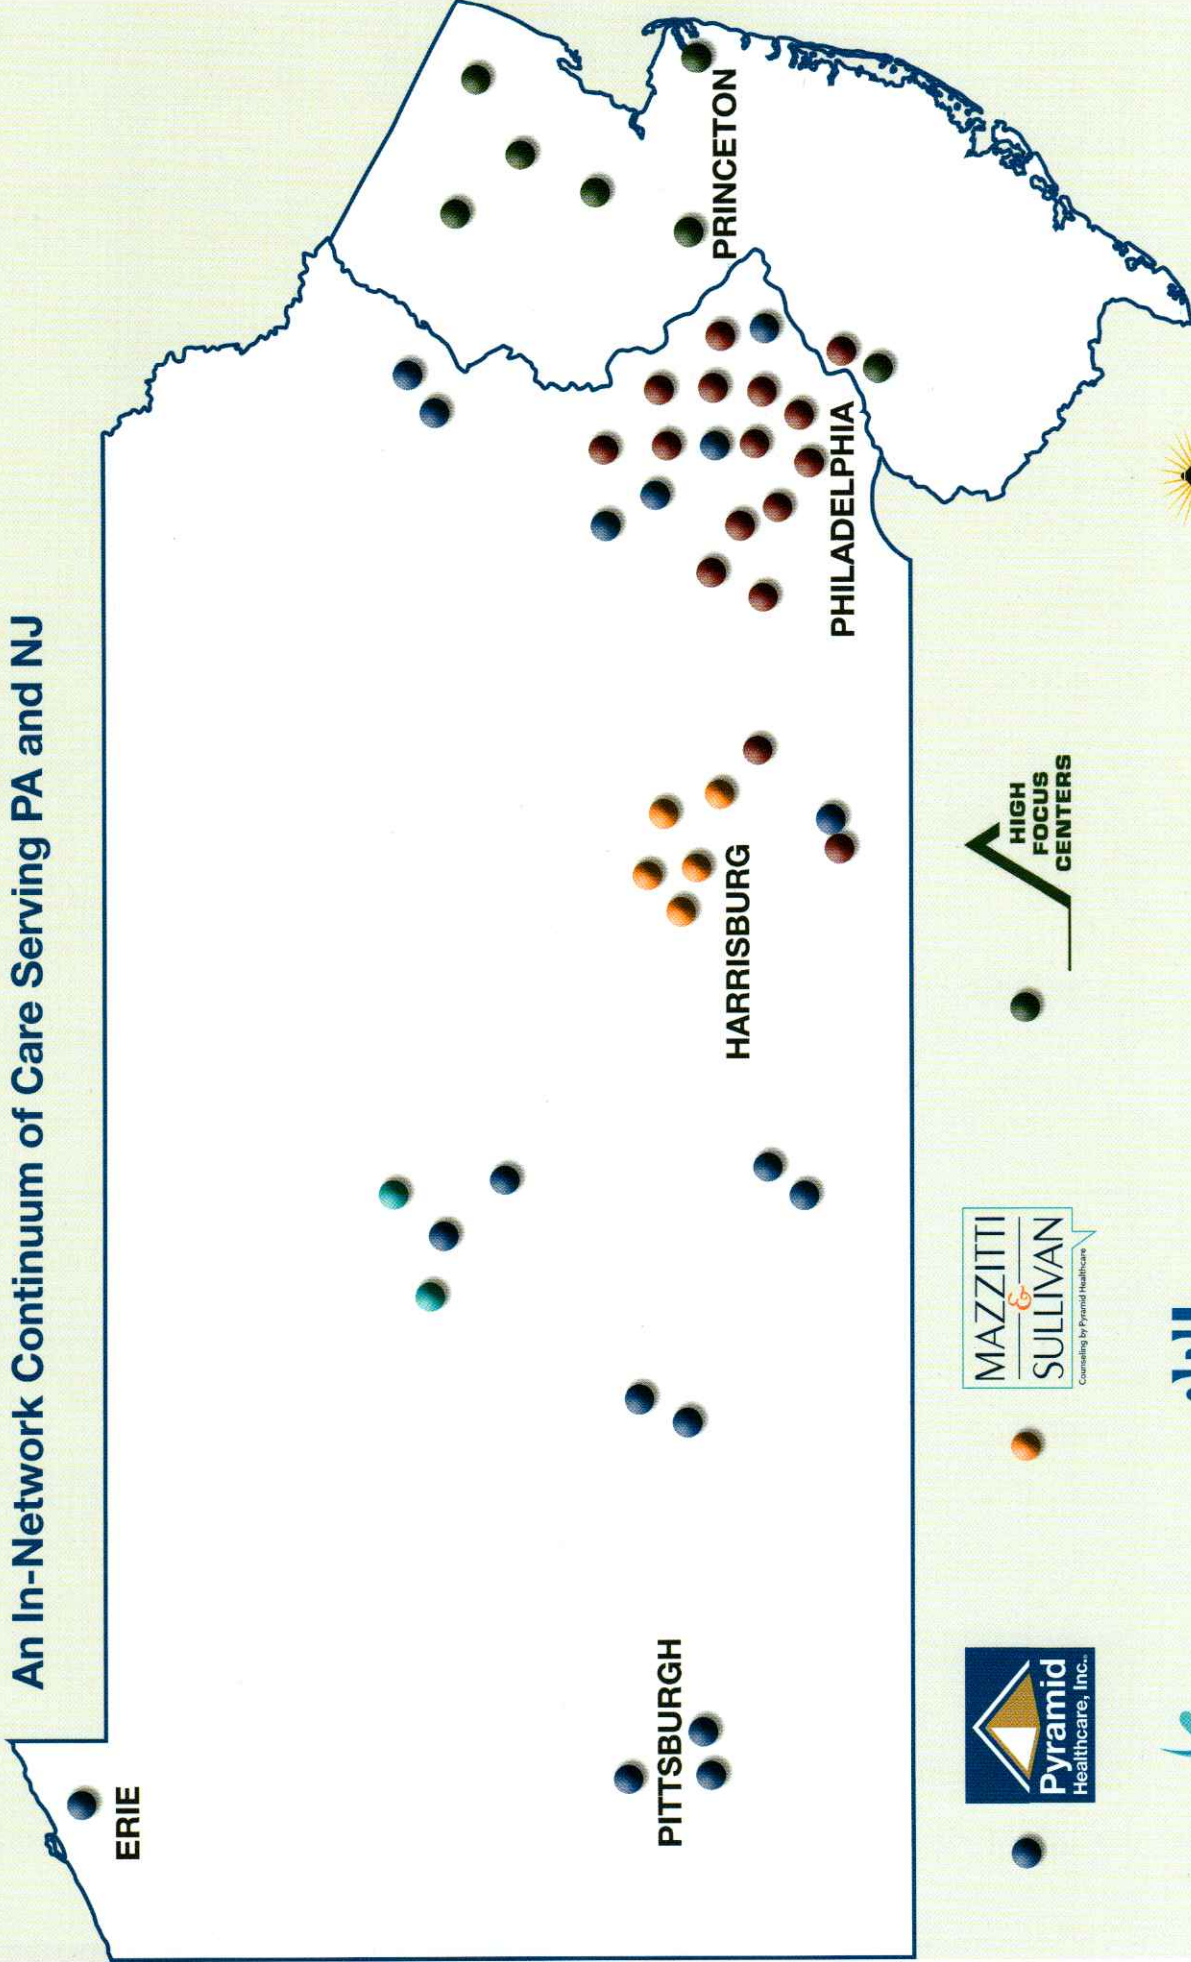 An In-Network Continuum of Care Serving PA and NJ
ERIE
PITTSBURGH
HARRISBURG
PHILADELPHIA
PRINCETON
Pyramid
Healthcare, Inc.
MAZZITTI
&
SULLIVAN
Counseling by Pyramid Healthcare
HIGH
FOCUS
CENTERS